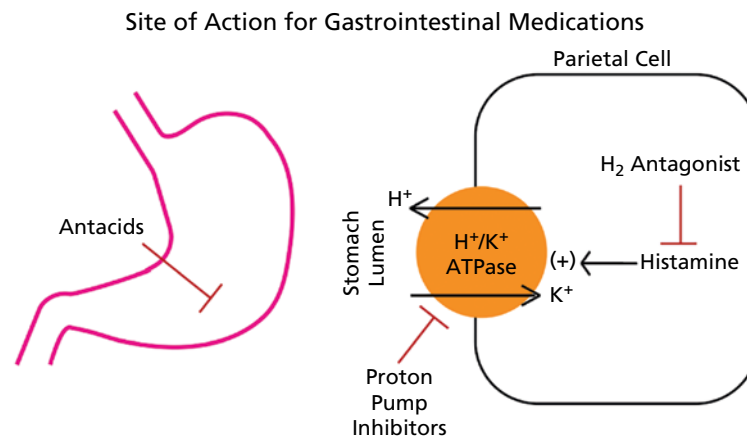 Site of Action for Gastrointestinal Medications
Antacids
Parietal Cell
H₂ Antagonist
H⁺
H⁺/K⁺
ATPase
(+)
Histamine
K⁺
Stomach
Lumen
Proton
Pump
Inhibitors